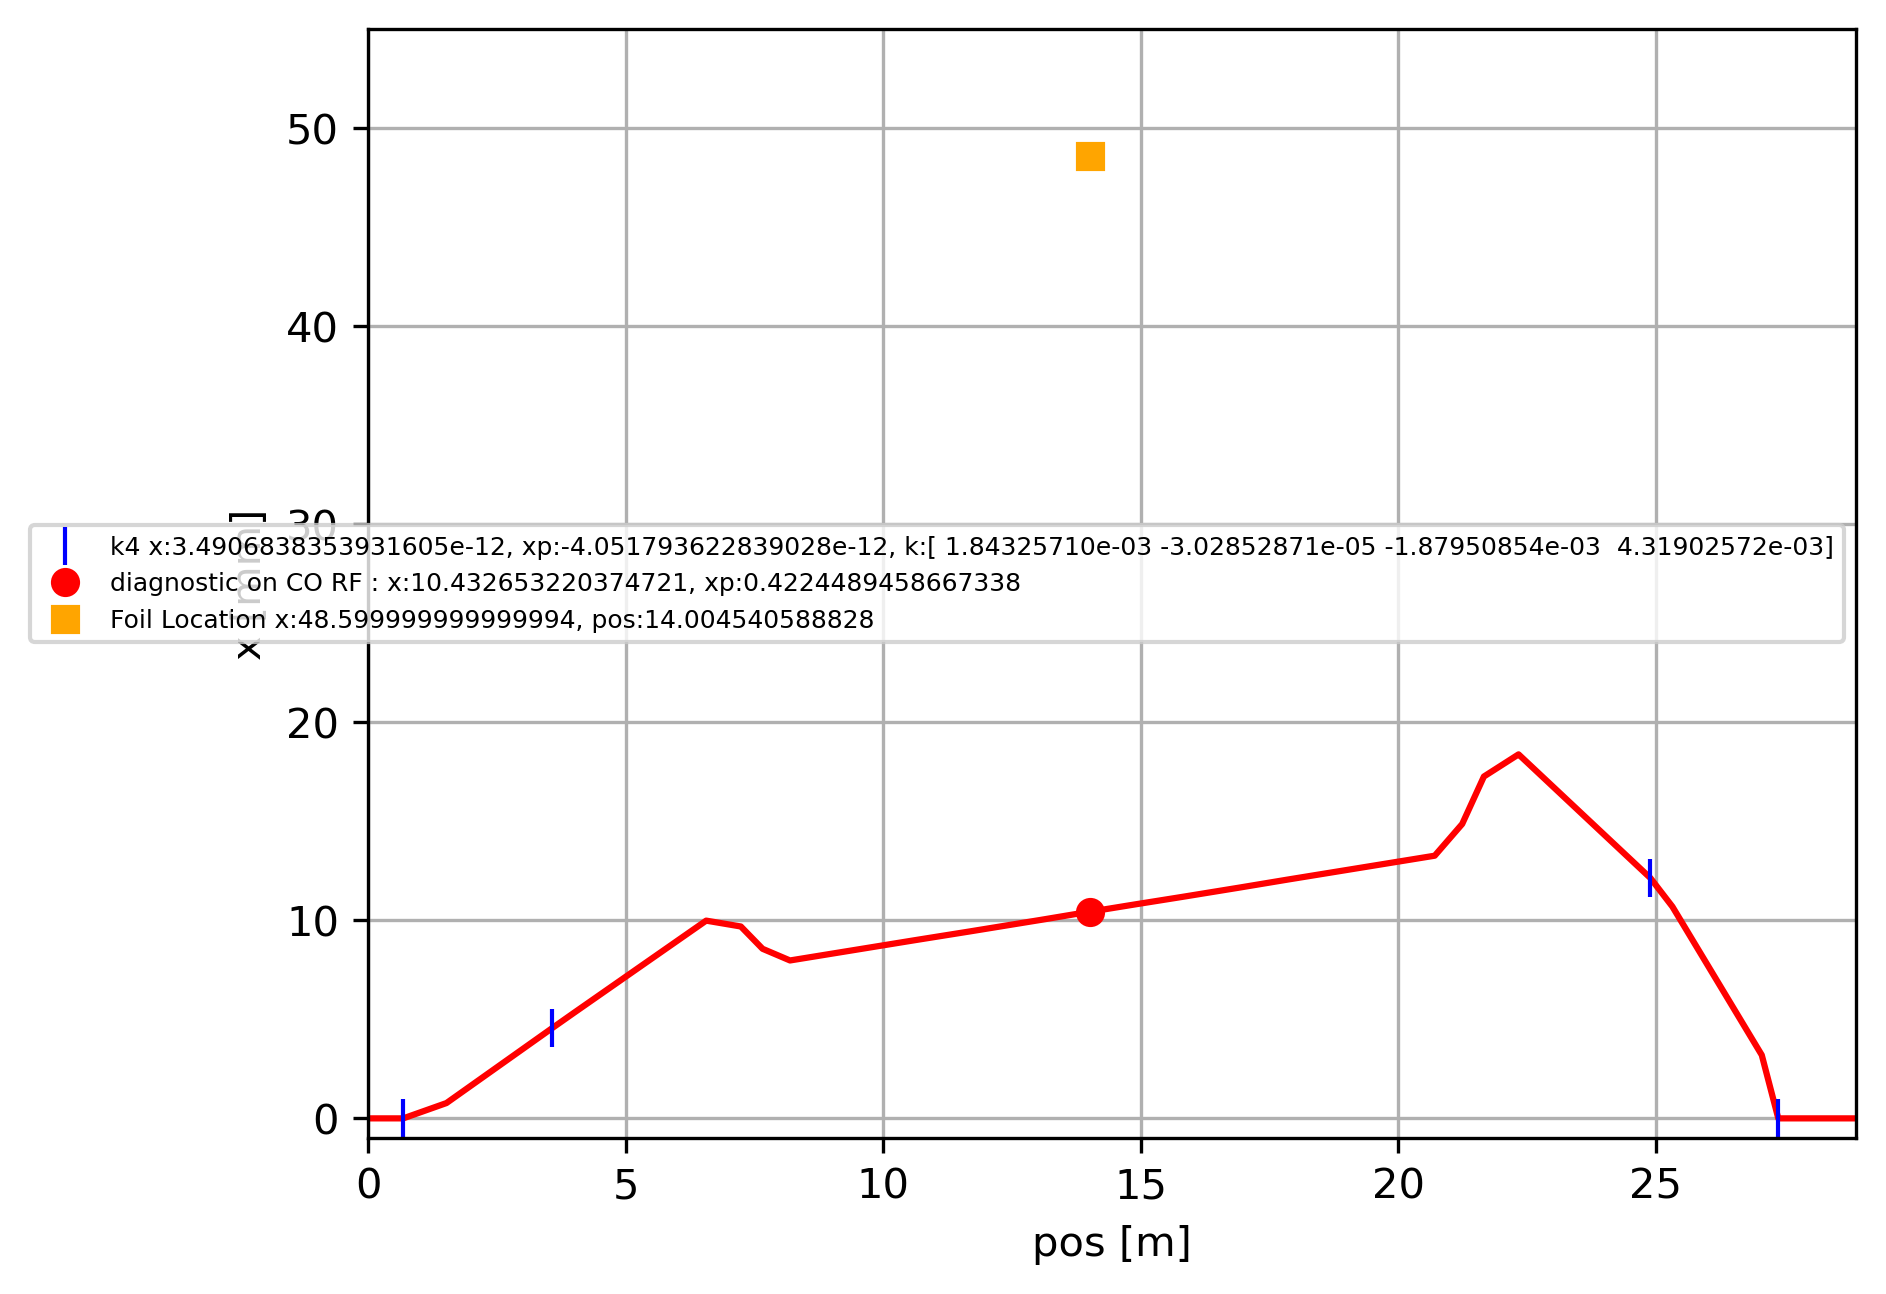 50
40
30
x [mm]
k4 x:3.4906838353931605e-12, xp:-4.051793622839028e-12, k:[ 1.84325710e-03 -3.02852871e-05 -1.87950854e-03  4.31902572e-03]
diagnostic on CO RF : x:10.432653220374721, xp:0.4224489458667338
Foil Location x:48.599999999999994, pos:14.004540588828
20
10
0
0 5 10 15 20 25
pos [m]